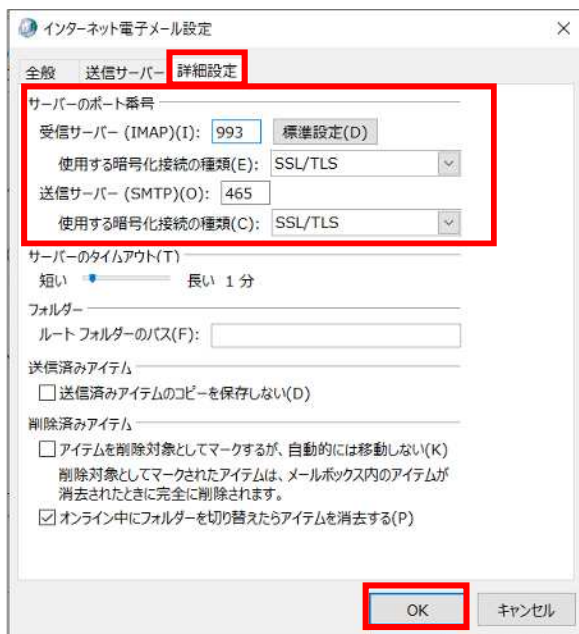 インターネット電子メール設定
全般 送信サーバー 詳細設定
サーバーのポート番号
受信サーバー (IMAP)(I): 993 標準設定(D)
使用する暗号化接続の種類(E): SSL/TLS
送信サーバー (SMTP)(O): 465
使用する暗号化接続の種類(C): SSL/TLS
サーバーのタイムアウト(T)
短い 長い 1 分
フォルダー
ルート フォルダーのパス(F):
送信済みアイテム
送信済みアイテムのコピーを保存しない(D)
削除済みアイテム
アイテムを削除対象としてマークするが、自動的には移動しない(K)
削除対象としてマークされたアイテムは、メールボックス内のアイテムが
消去されたときに完全に削除されます。
オンライン中にフォルダーを切り替えたらアイテムを消去する(P)
OK キャンセル